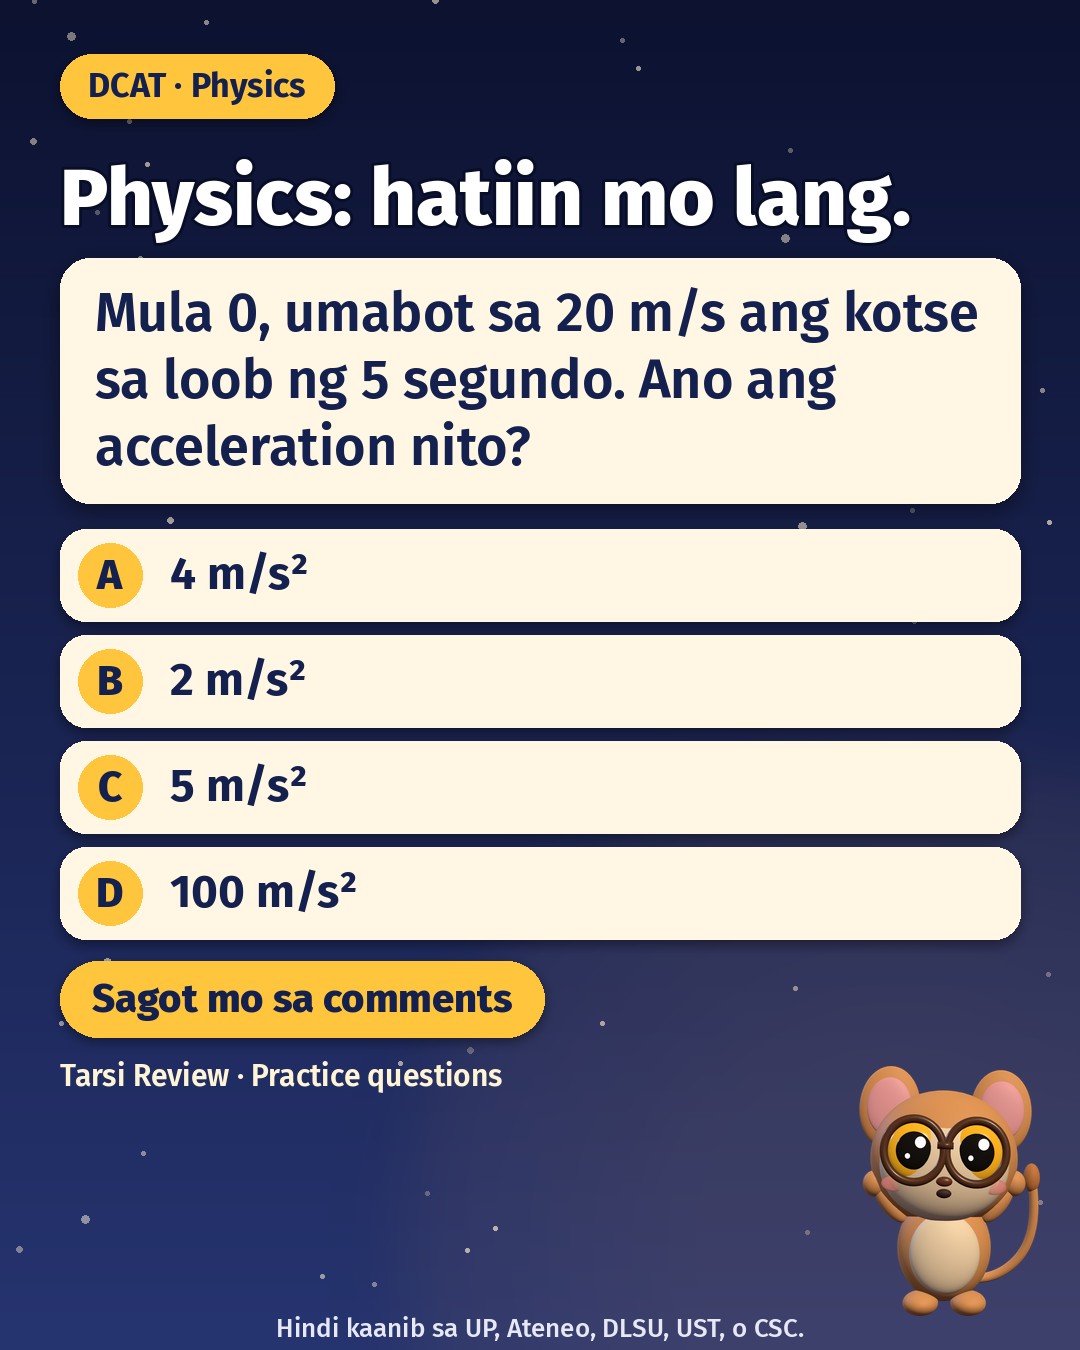 DCAT · Physics
Physics: hatiin mo lang.
Mula 0, umabot sa 20 m/s ang kotse
sa loob ng 5 segundo. Ano ang
acceleration nito?
A 4 m/s²
B 2 m/s²
C 5 m/s²
D 100 m/s²
Sagot mo sa comments
Tarsi Review · Practice questions
Hindi kaanib sa UP, Ateneo, DLSU, UST, o CSC.